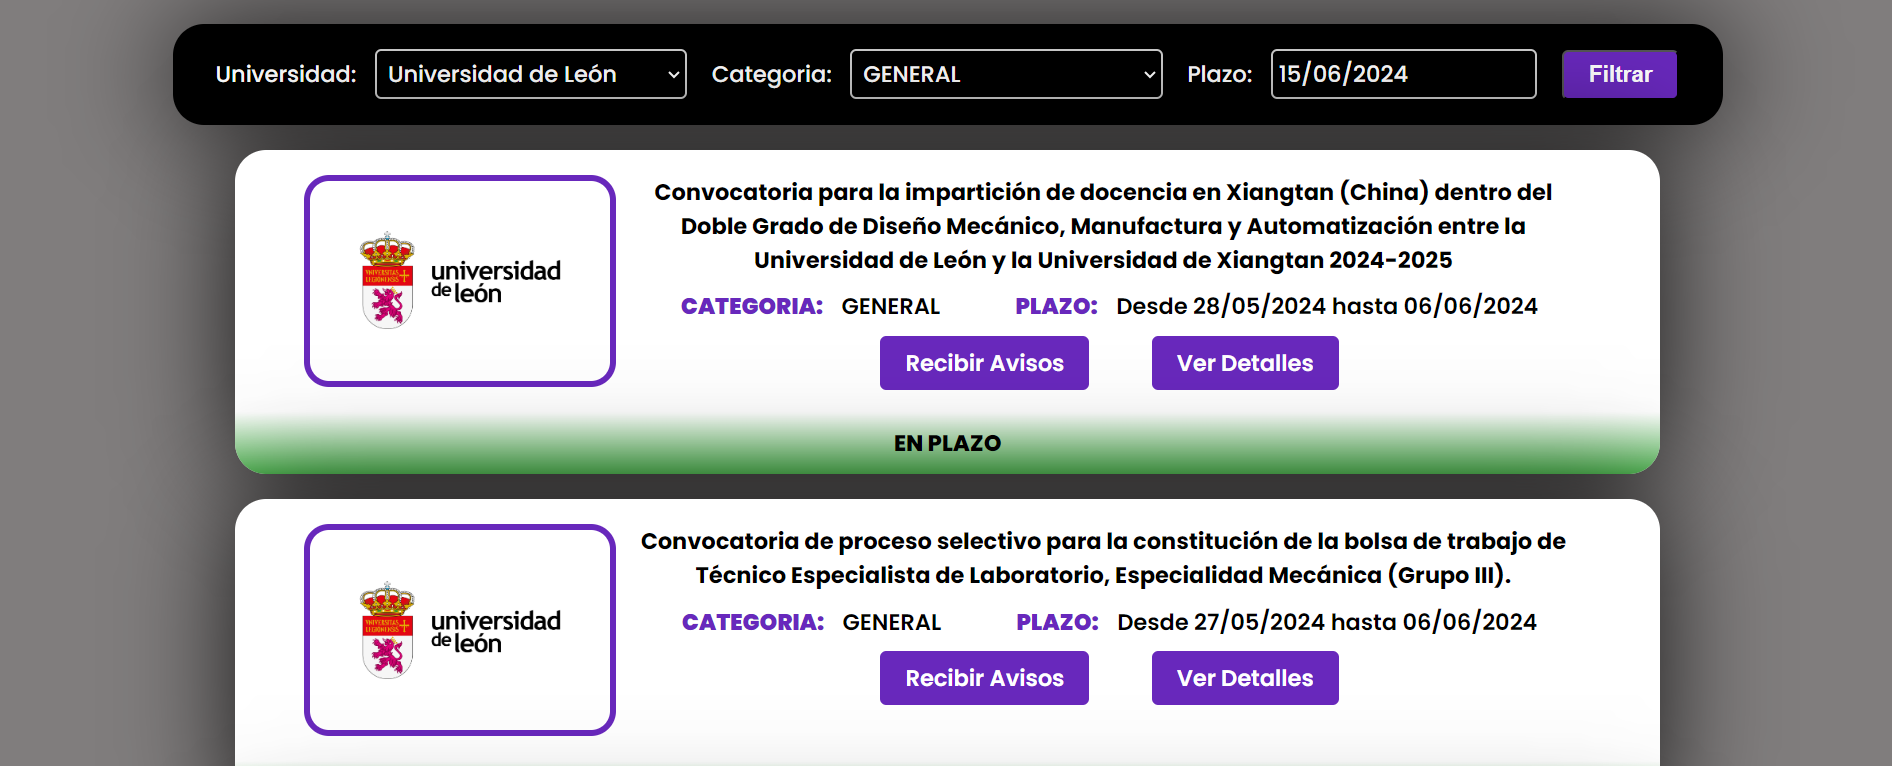 Universidad: Universidad de León Categoria: GENERAL Plazo: 15/06/2024 Filtrar
universidad
de león
Convocatoria para la impartición de docencia en Xiangtan (China) dentro del
Doble Grado de Diseño Mecánico, Manufactura y Automatización entre la
Universidad de León y la Universidad de Xiangtan 2024-2025
CATEGORIA: GENERAL PLAZO: Desde 28/05/2024 hasta 06/06/2024
Recibir Avisos Ver Detalles
EN PLAZO
universidad
de león
Convocatoria de proceso selectivo para la constitución de la bolsa de trabajo de
Técnico Especialista de Laboratorio, Especialidad Mecánica (Grupo III).
CATEGORIA: GENERAL PLAZO: Desde 27/05/2024 hasta 06/06/2024
Recibir Avisos Ver Detalles